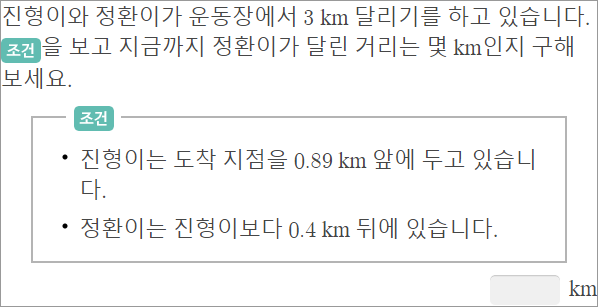 진형이와 정환이가 운동장에서 3 km 달리기를 하고 있습니다.
조건을 보고 지금까지 정환이가 달린 거리는 몇 km인지 구해
보세요.
조건
• 진형이는 도착 지점을 0.89 km 앞에 두고 있습니
다.
• 정환이는 진형이보다 0.4 km 뒤에 있습니다.
km